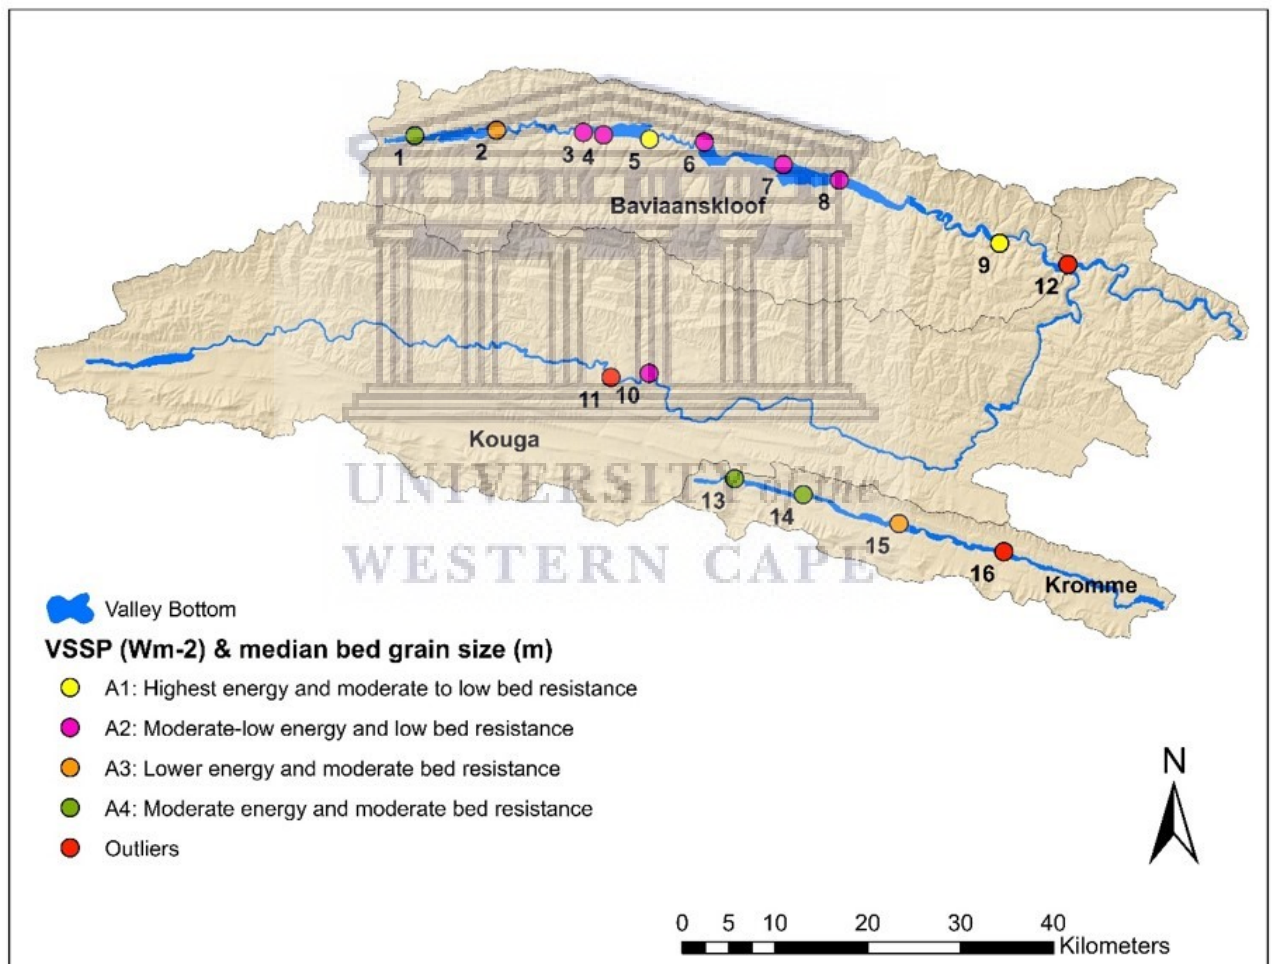 1
2
3 4
5
6
7
8
Baviaanskloof
9
12
11 10
Kouga
13
14
15
16
Kromme
UNIVERSITY of the
WESTERN CAPE
Valley Bottom
VSSP (Wm-2) & median bed grain size (m)
A1: Highest energy and moderate to low bed resistance
A2: Moderate-low energy and low bed resistance
A3: Lower energy and moderate bed resistance
A4: Moderate energy and moderate bed resistance
Outliers
N
0 5 10 20 30 40
Kilometers